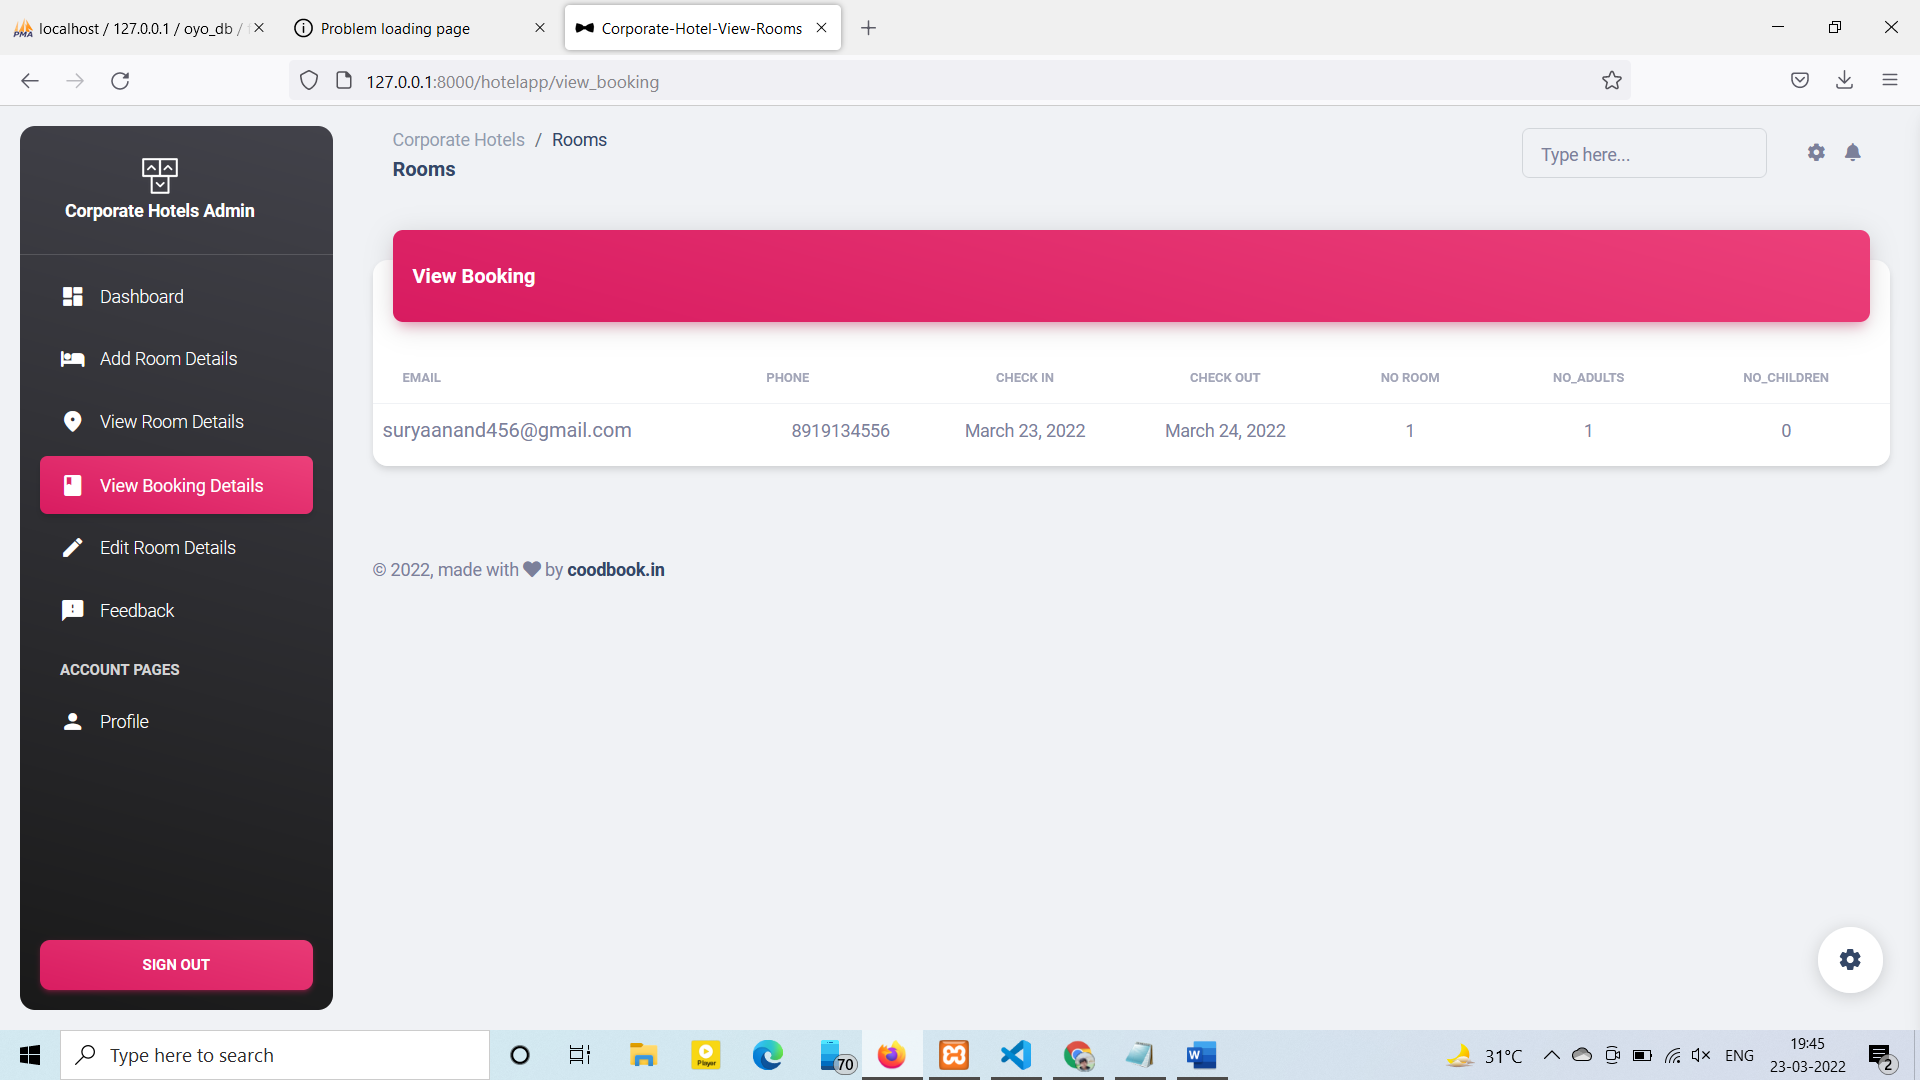 localhost / 127.0.0.1 / oyo_db /
Problem loading page
Corporate-Hotel-View-Rooms
127.0.0.1:8000/hotelapp/view_booking
Corporate Hotels Admin
Dashboard
Add Room Details
View Room Details
View Booking Details
Edit Room Details
Feedback
ACCOUNT PAGES
Profile
SIGN OUT
Corporate Hotels / Rooms
Rooms
Type here...
View Booking
EMAIL PHONE CHECK IN CHECK OUT NO ROOM NO_ADULTS NO_CHILDREN
suryaanand456@gmail.com 8919134556 March 23, 2022 March 24, 2022 1 1 0
© 2022, made with by coodbook.in
Type here to search
70
31°C
ENG
19:45
23-03-2022
2
PMA
Player
W